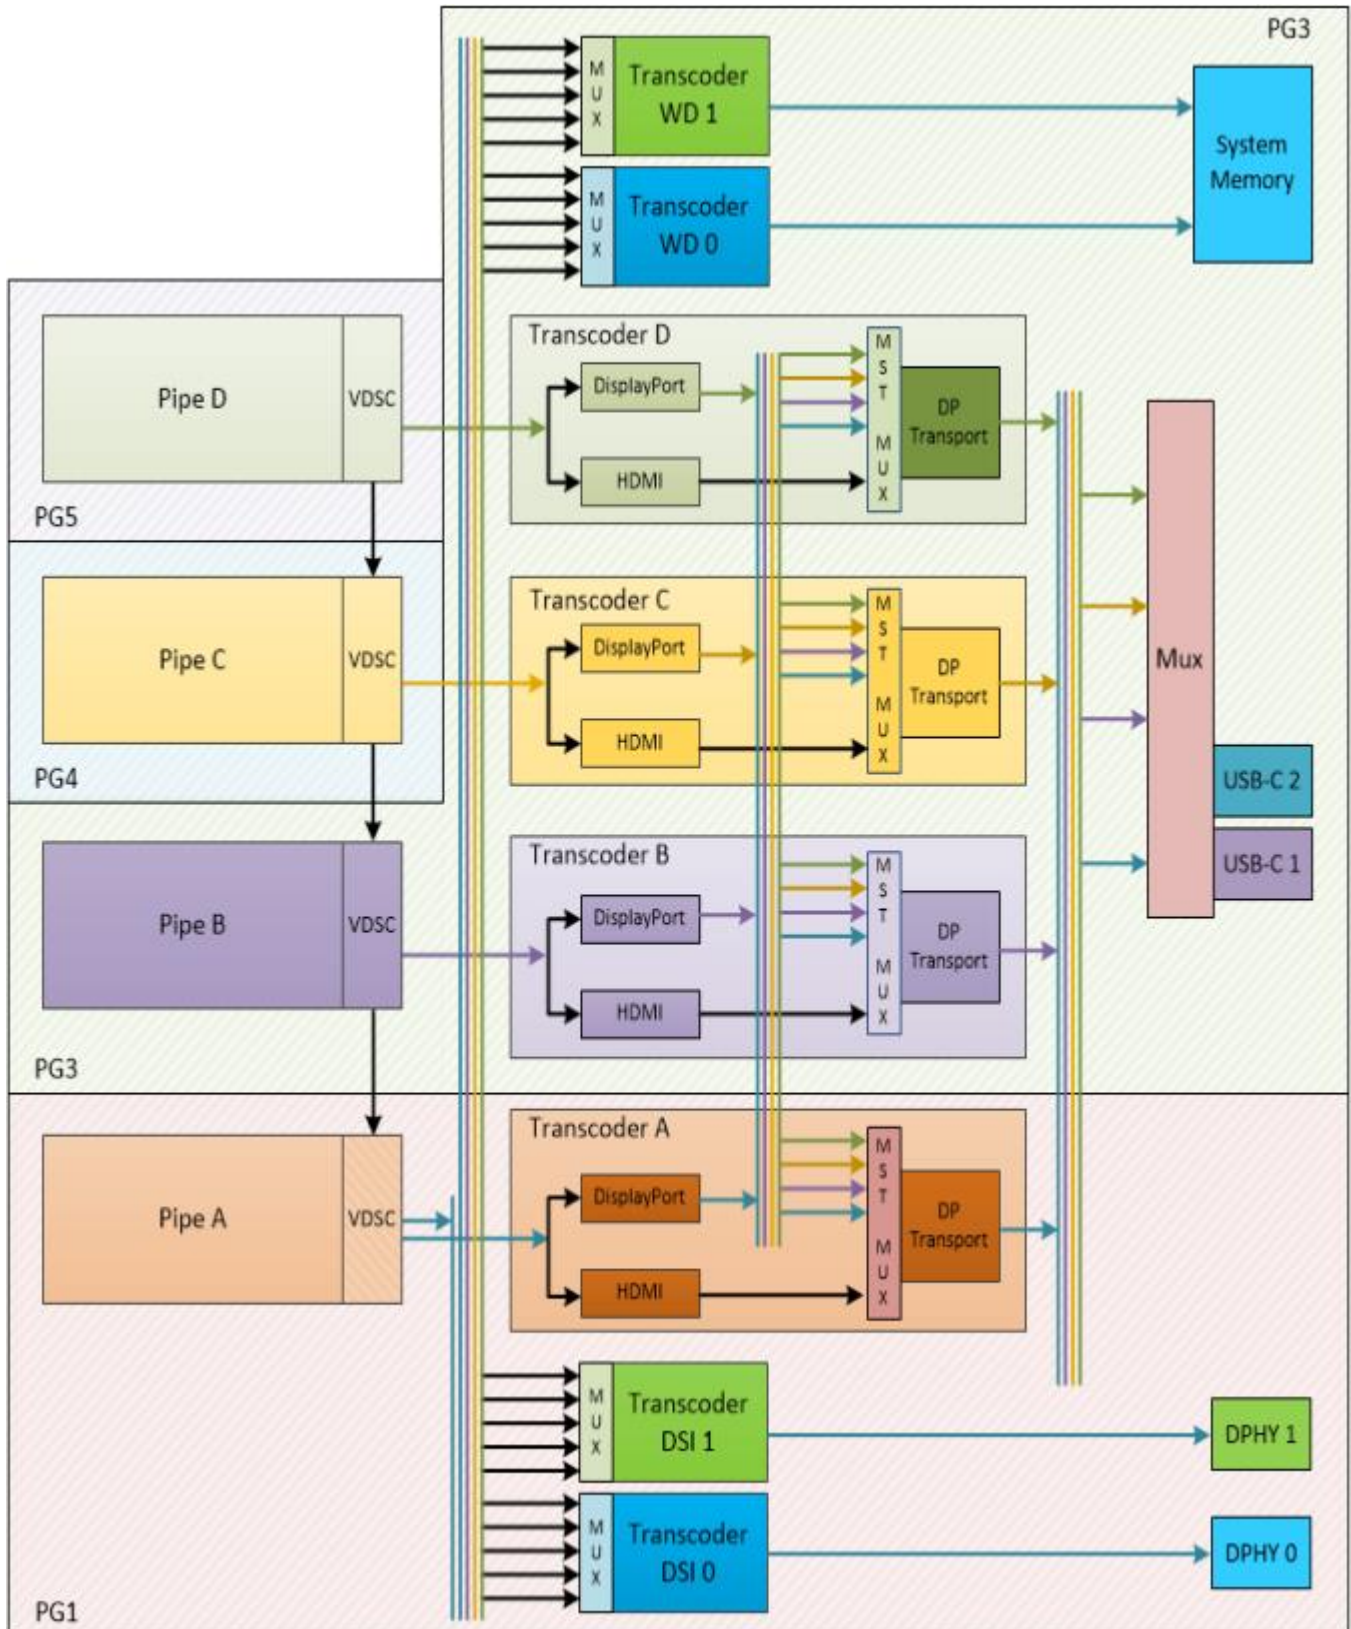 PG3
M
U
X
Transcoder
WD 1
System
Memory
M
U
X
Transcoder
WD 0
Pipe D
VDSC
PG5
Transcoder D
DisplayPort
HDMI
M
S
T
M
U
X
DP
Transport
Pipe C
VDSC
PG4
Transcoder C
DisplayPort
HDMI
M
S
T
M
U
X
DP
Transport
Mux
USB-C 2
USB-C 1
Pipe B
VDSC
PG3
Transcoder B
DisplayPort
HDMI
M
S
T
M
U
X
DP
Transport
Pipe A
VDSC
Transcoder A
DisplayPort
HDMI
M
S
T
M
U
X
DP
Transport
M
U
X
Transcoder
DSI 1
DPHY 1
M
U
X
Transcoder
DSI 0
DPHY 0
PG1